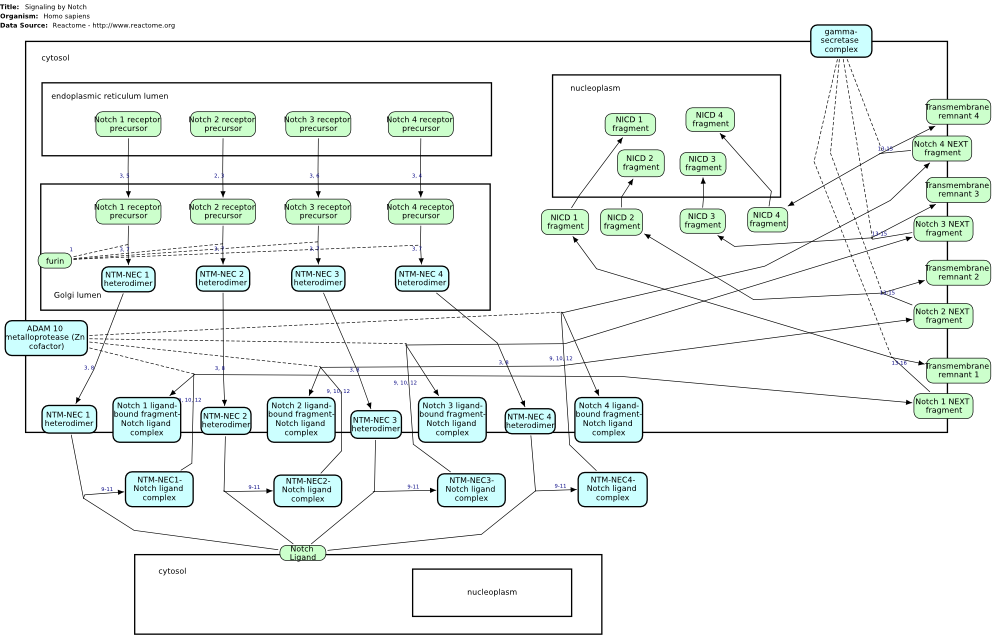 Title: Signaling by Notch
Organism: Homo sapiens
Data Source: Reactome - http://www.reactome.org
gamma-
secretase
complex
cytosol
endoplasmic reticulum lumen
nucleoplasm
Notch 1 receptor
precursor
Notch 2 receptor
precursor
Notch 3 receptor
precursor
Notch 4 receptor
precursor
NICD 1
fragment
NICD 4
fragment
NICD 2
fragment
NICD 3
fragment
Transmembrane
remnant 4
Notch 4 NEXT
fragment
13-15
3, 5
2, 3
3, 6
3, 4
Transmembrane
remnant 3
Notch 1 receptor
precursor
Notch 2 receptor
precursor
Notch 3 receptor
precursor
Notch 4 receptor
precursor
NICD 1
fragment
NICD 2
fragment
NICD 3
fragment
NICD 4
fragment
Notch 3 NEXT
fragment
13-15
1
3, 7
furin
NTM-NEC 1
heterodimer
NTM-NEC 2
heterodimer
NTM-NEC 3
heterodimer
NTM-NEC 4
heterodimer
Golgi lumen
Transmembrane
remnant 2
13-15
Notch 2 NEXT
fragment
ADAM 10
metalloprotease (Zn
cofactor)
3, 8
3, 8
3, 8
3, 8
9, 10, 12
9, 10, 12
9, 10, 12
9, 10, 12
13-16
Transmembrane
remnant 1
Notch 1 NEXT
fragment
NTM-NEC 1
heterodimer
Notch 1 ligand-
bound fragment-
Notch ligand
complex
NTM-NEC 2
heterodimer
Notch 2 ligand-
bound fragment-
Notch ligand
complex
NTM-NEC 3
heterodimer
Notch 3 ligand-
bound fragment-
Notch ligand
complex
NTM-NEC 4
heterodimer
Notch 4 ligand-
bound fragment-
Notch ligand
complex
9-11
NTM-NEC1-
Notch ligand
complex
9-11
NTM-NEC2-
Notch ligand
complex
9-11
NTM-NEC3-
Notch ligand
complex
9-11
NTM-NEC4-
Notch ligand
complex
Notch
Ligand
cytosol
nucleoplasm